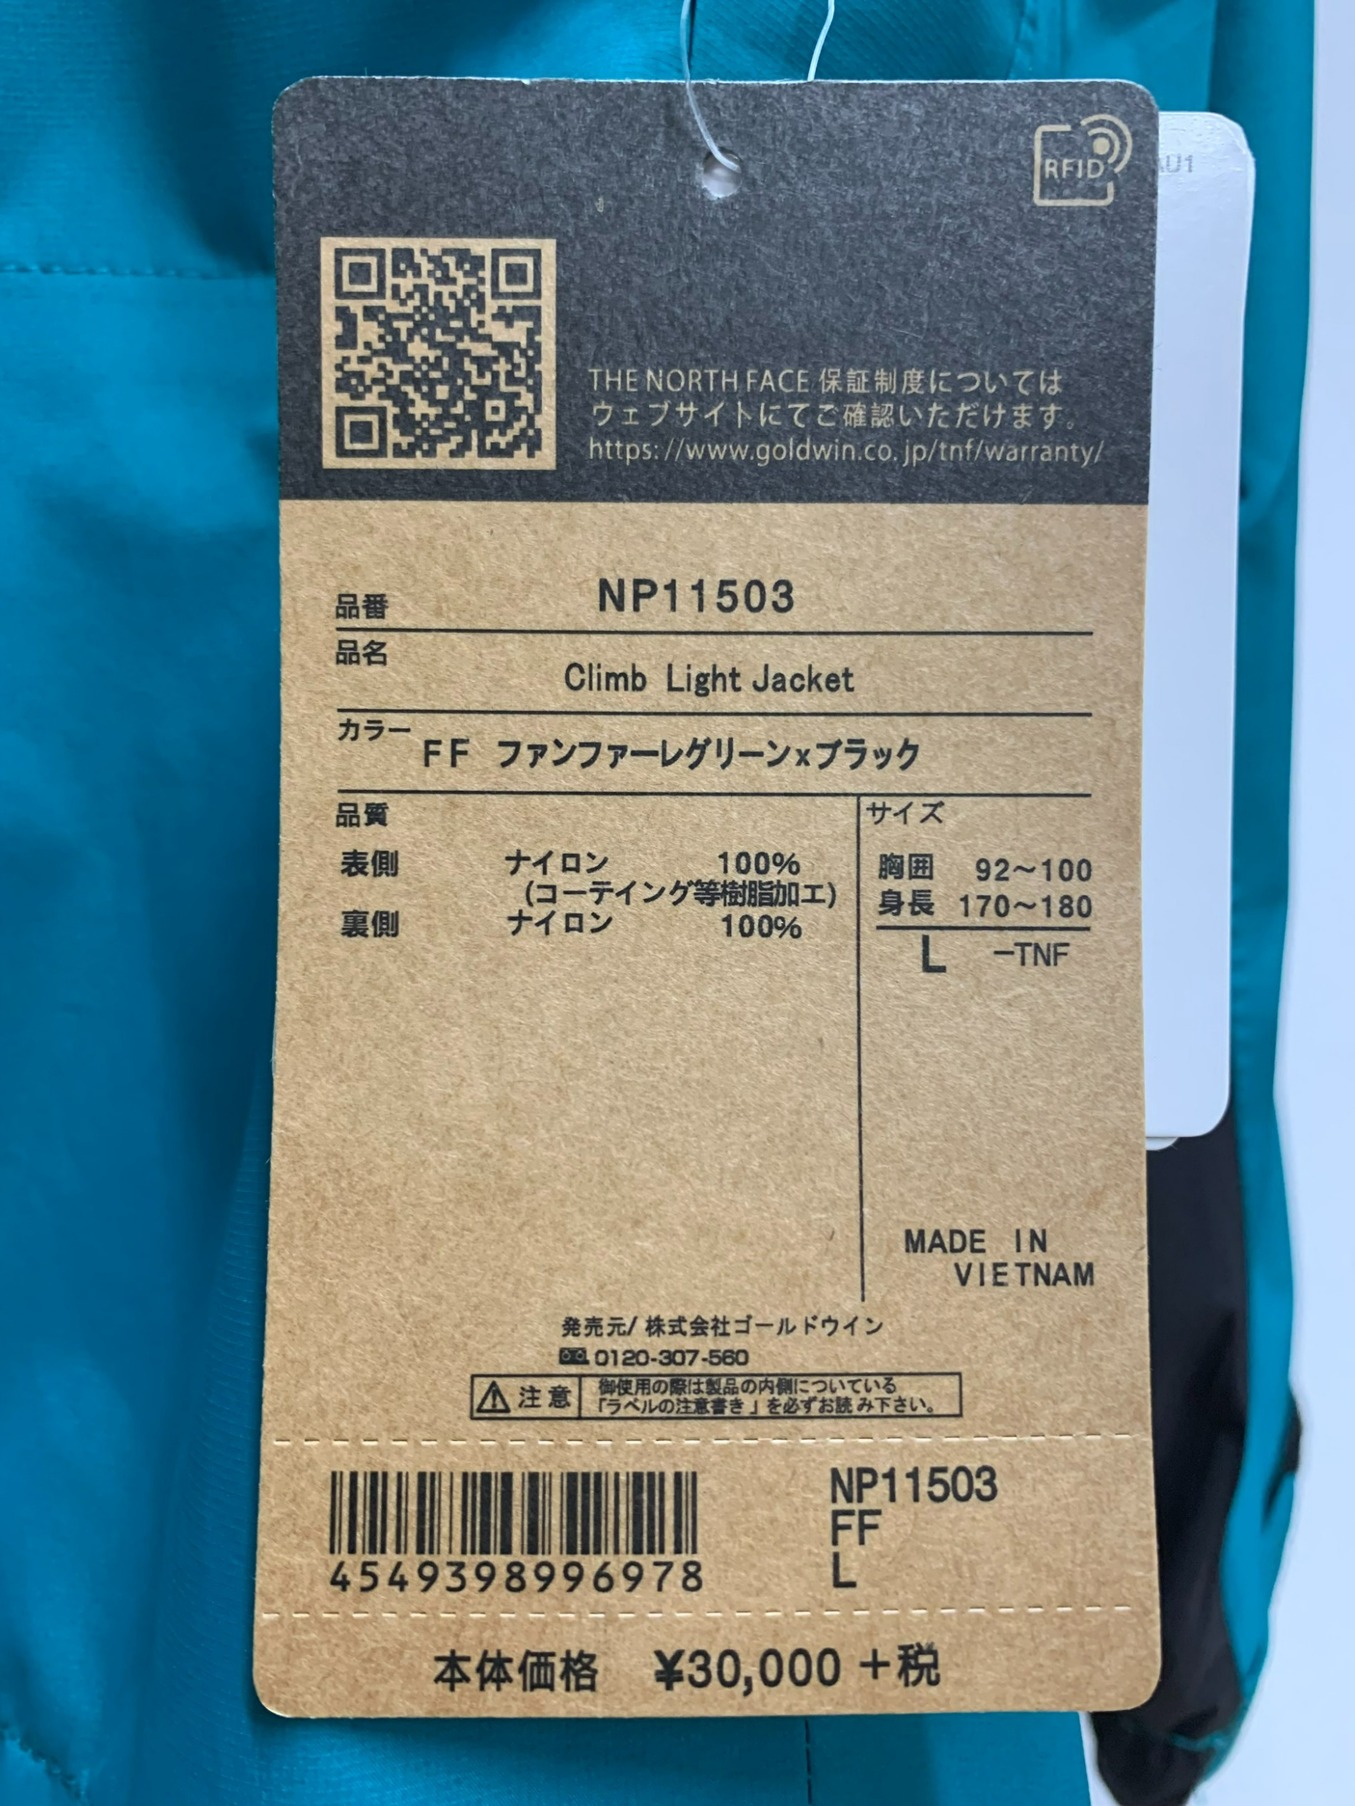 RFID
THE NORTH FACE 保証制度については
ウェブサイトにてご確認いただけます。
https://www.goldwin.co.jp/tnf/warranty/
品番 NP11503
品名
Climb Light Jacket
カラー
FF ファンファーレグリーン×ブラック
品質
表側 ナイロン 100%
(コーテイング等樹脂加工)
裏側 ナイロン 100%
サイズ
胸囲 92〜100
身長 170〜180
L −TNF
MADE IN
VIETNAM
発売元/ 株式会社ゴールドウイン
0120-307-560
注意
御使用の際は製品の内側についている
「ラベルの注意書き」を必ずお読み下さい。
4549398996978
NP11503
FF
L
本体価格 ¥30,000 +税